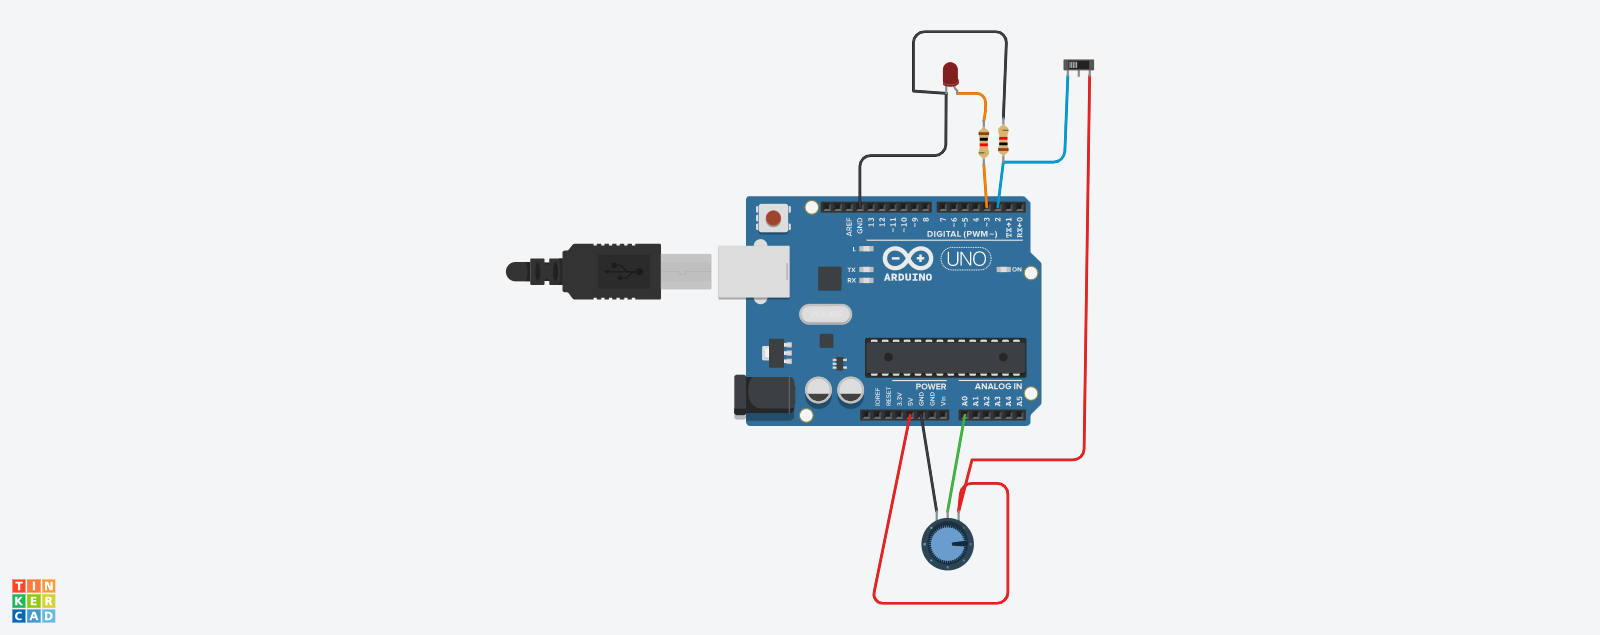 AREF
GND
13
12
~11
~10
~9
8
7
~6
~5
4
~3
2
TX→1
RX←0
DIGITAL (PWM~)
L
TX
RX
ARDUINO
UNO
ON
POWER
ANALOG IN
IOREF
RESET
3.3V
5V
GND
GND
Vin
A0
A1
A2
A3
A4
A5
TIN
KER
CAD